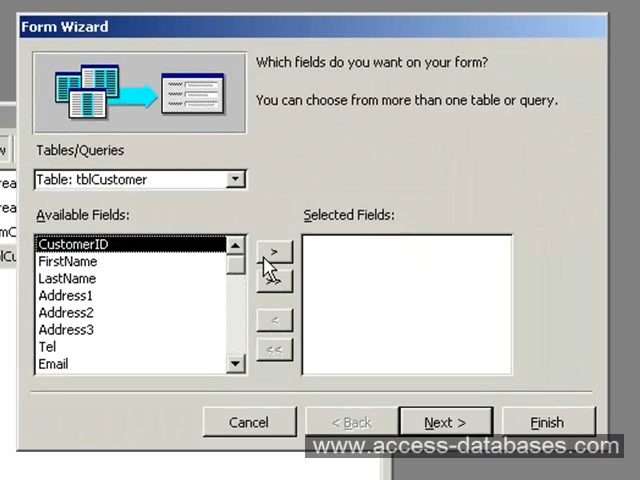 Form Wizard
Which fields do you want on your form?
You can choose from more than one table or query.
Tables/Queries
Table: tblCustomer
Available Fields:
Selected Fields:
CustomerID
FirstName
LastName
Address1
Address2
Address3
Tel
Email
>
>>
<
<<
Cancel
< Back
Next >
Finish
www.access-databases.com